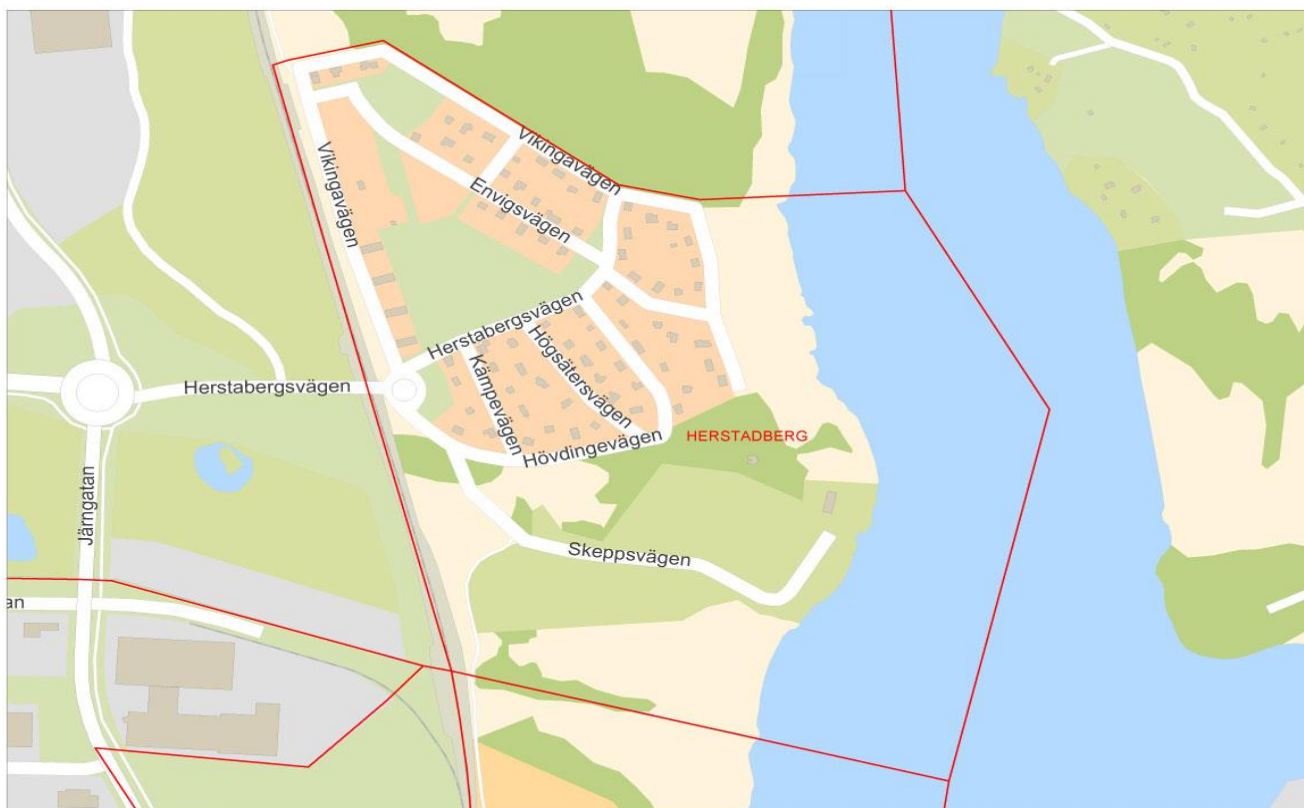 Vikingavägen
Vikingavägen
Envigsvägen
Herstabergsvägen
Högsätersvägen
Kämpevägen
Herstabergsvägen
Hövdingevägen
HERSTADBERG
Järngatan
Skeppsvägen
an